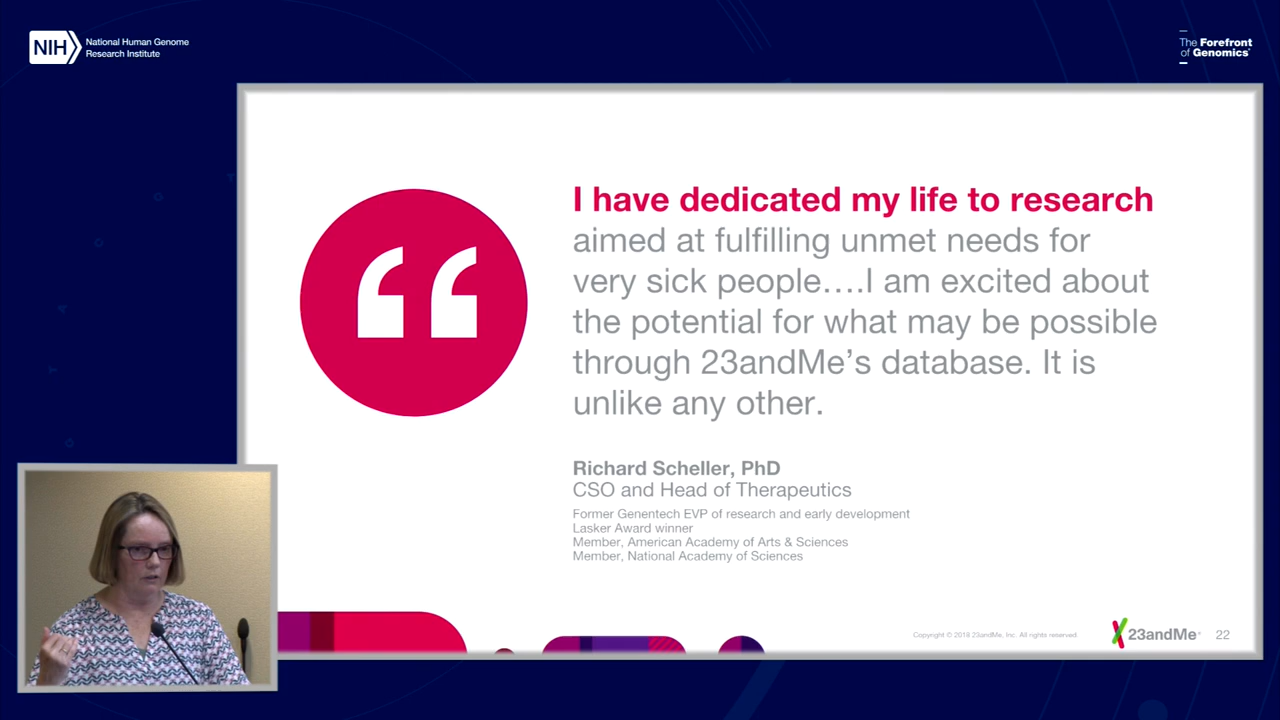 NIH
National Human Genome
Research Institute
The Forefront
of Genomics®
I have dedicated my life to research
aimed at fulfilling unmet needs for
very sick people….I am excited about
the potential for what may be possible
through 23andMe’s database. It is
unlike any other.
Richard Scheller, PhD
CSO and Head of Therapeutics
Former Genentech EVP of research and early development
Lasker Award winner
Member, American Academy of Arts & Sciences
Member, National Academy of Sciences
Copyright © 2019 23andMe, Inc. All rights reserved.
23andMe®
22